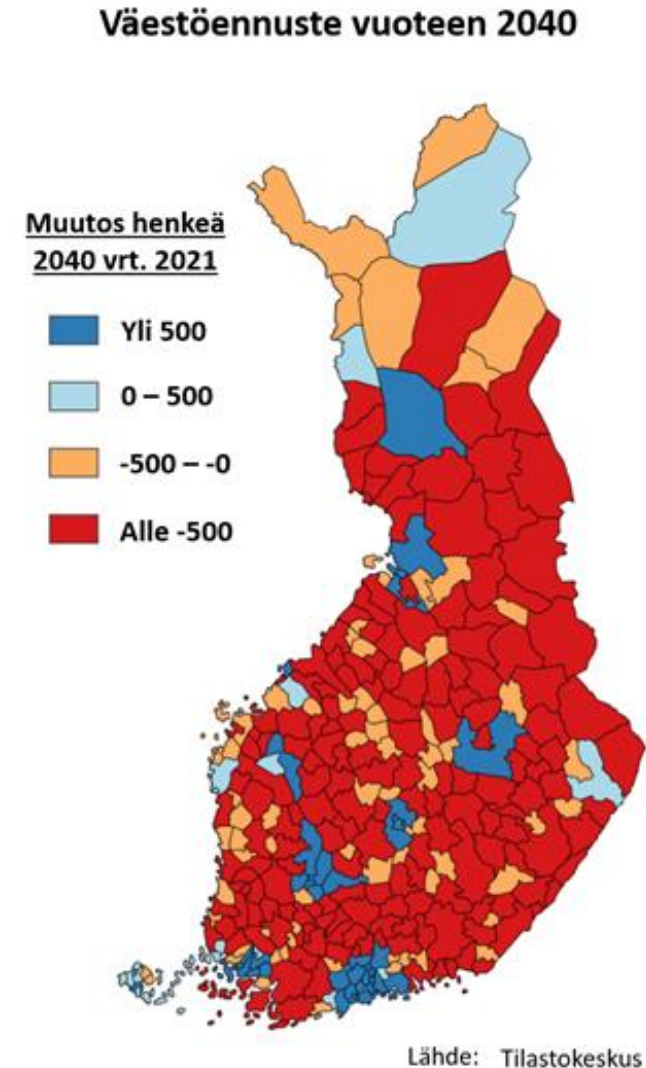 Väestöennuste vuoteen 2040
Muutos henkeä
2040 vrt. 2021
Yli 500
0 – 500
-500 – -0
Alle -500
Lähde: Tilastokeskus